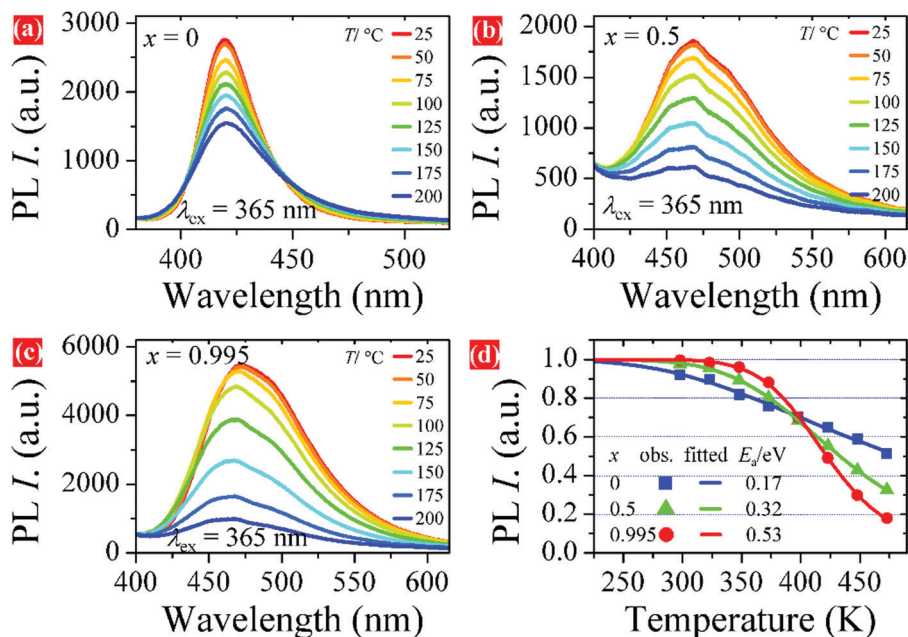 (a)
x = 0
T/ °C
25
50
75
100
125
150
175
200
λcx = 365 nm
PL I. (a.u.)
3000
2000
1000
0
400 450 500
Wavelength (nm)
(b)
x = 0.5
T/ °C
25
50
75
100
125
150
175
200
λcx = 365 nm
PL I. (a.u.)
2000
1500
1000
500
0
400 450 500 550 600
Wavelength (nm)
(c)
x = 0.995
T/ °C
25
50
75
100
125
150
175
200
λex = 365 nm
PL I. (a.u.)
6000
4000
2000
0
400 450 500 550 600
Wavelength (nm)
(d)
PL I. (a.u.)
1.0
0.8
0.6
0.4
0.2
0.0
x obs. fitted Ea/eV
0 0.17
0.5 0.32
0.995 0.53
250 300 350 400 450
Temperature (K)